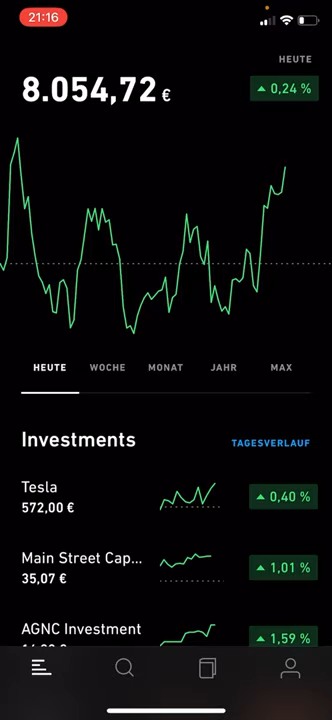 21:16
HEUTE
8.054,72 €
0,24 %
HEUTE WOCHE MONAT JAHR MAX
Investments
TAGESVERLAUF
Tesla
572,00 €
0,40 %
Main Street Cap...
35,07 €
1,01 %
AGNC Investment
1,59 %